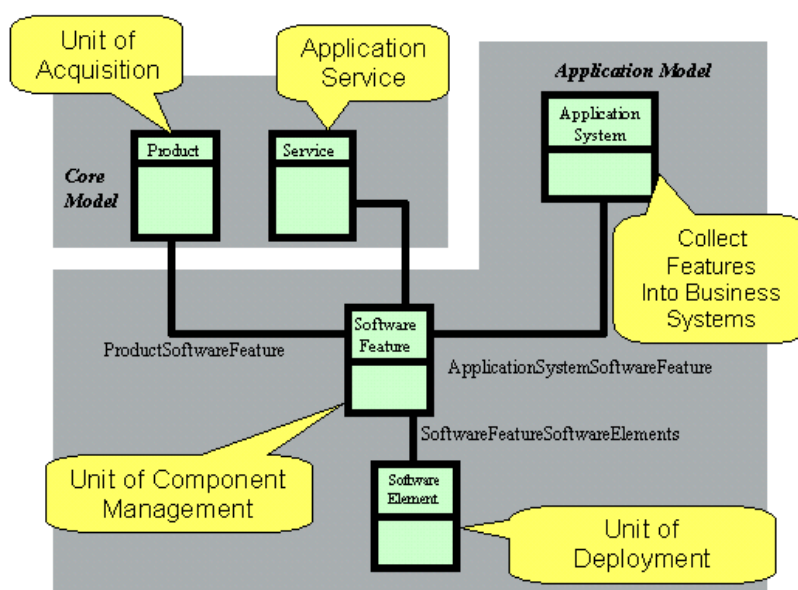 Unit of
Acquisition
Application
Service
Application Model
Product
Service
Application
System
Core
Model
Collect
Features
Into Business
Systems
Software
Feature
ProductSoftwareFeature
ApplicationSystemSoftwareFeature
SoftwareFeatureSoftwareElements
Unit of Component
Management
Software
Element
Unit of
Deployment